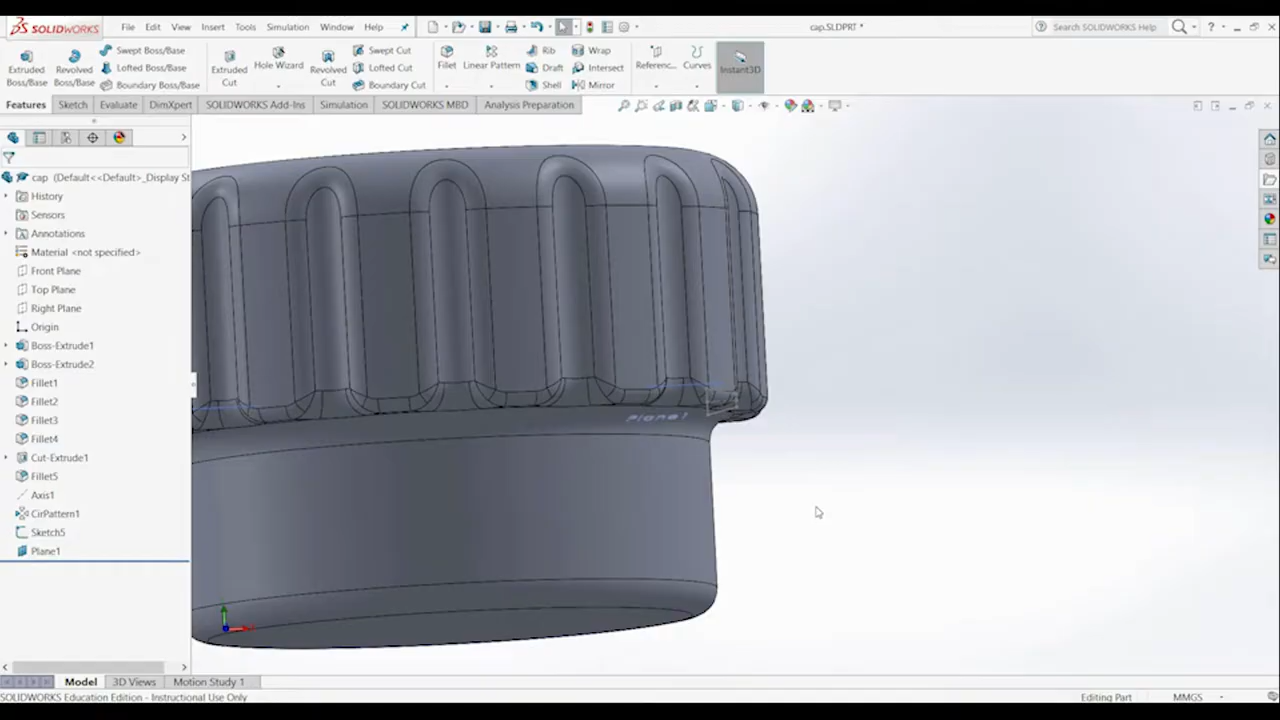 SOLIDWORKS File Edit View Insert Tools Simulation Window Help cap.SLDPRT * Search SOLIDWORKS Help ?
Extruded Boss/Base
Revolved Boss/Base
Swept Boss/Base
Lofted Boss/Base
Boundary Boss/Base
Extruded Cut
Hole Wizard
Revolved Cut
Swept Cut
Lofted Cut
Boundary Cut
Fillet
Linear Pattern
Rib
Draft
Shell
Wrap
Intersect
Mirror
Referenc...
Curves
Instant3D
Features Sketch Evaluate DimXpert SOLIDWORKS Add-Ins Simulation SOLIDWORKS MBD Analysis Preparation
cap (Default<<Default>_Display St
History
Sensors
Annotations
Material <not specified>
Front Plane
Top Plane
Right Plane
Origin
Boss-Extrude1
Boss-Extrude2
Fillet1
Fillet2
Fillet3
Fillet4
Cut-Extrude1
Fillet5
Axis1
CirPattern1
Sketch5
Plane1
Plane1
Model 3D Views Motion Study 1
SOLIDWORKS Education Edition - Instructional Use Only Editing Part MMGS